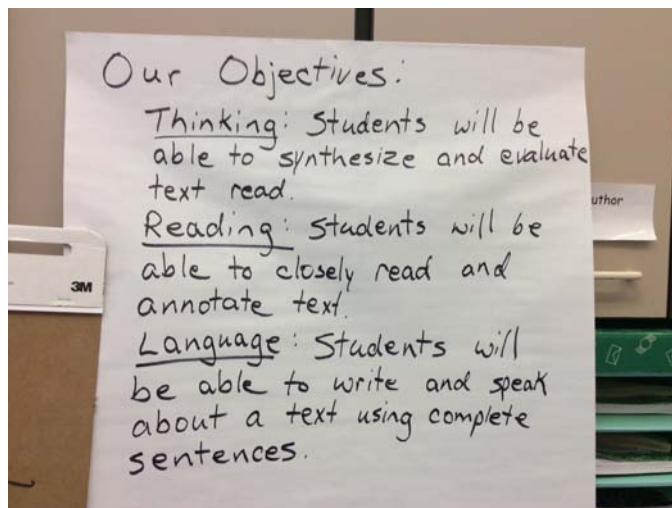 Our Objectives:
Thinking: Students will be
able to synthesize and evaluate
text read.
Reading: Students will be
able to closely read and
annotate text.
Language: Students will
be able to write and speak
about a text using complete
sentences.
uthor
3M